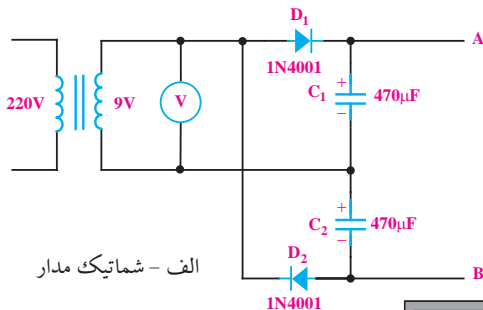 D₁
A
1N4001
+
C₁ 470μF
−
220V 9V V
+
C₂ 470μF
−
D₂
الف – شماتیک مدار
B
1N4001